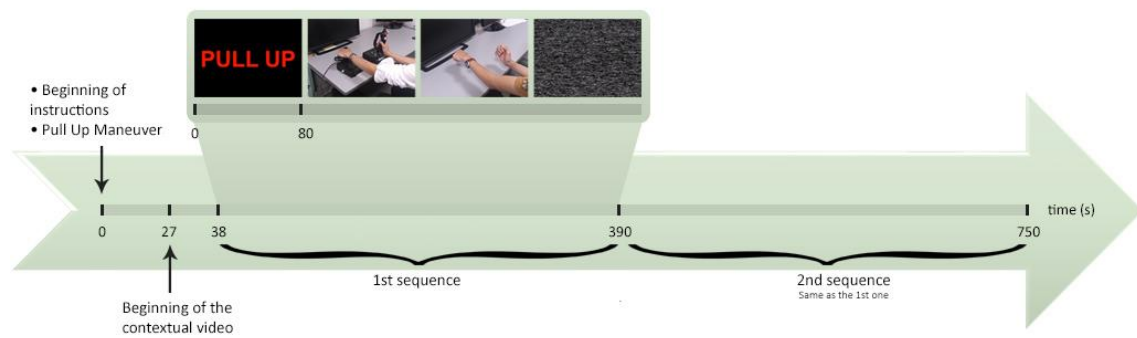 PULL UP
• Beginning of
instructions
• Pull Up Maneuver
0
80
0
27
38
390
750
time (s)
1st sequence
2nd sequence
Same as the 1st one
Beginning of the
contextual video